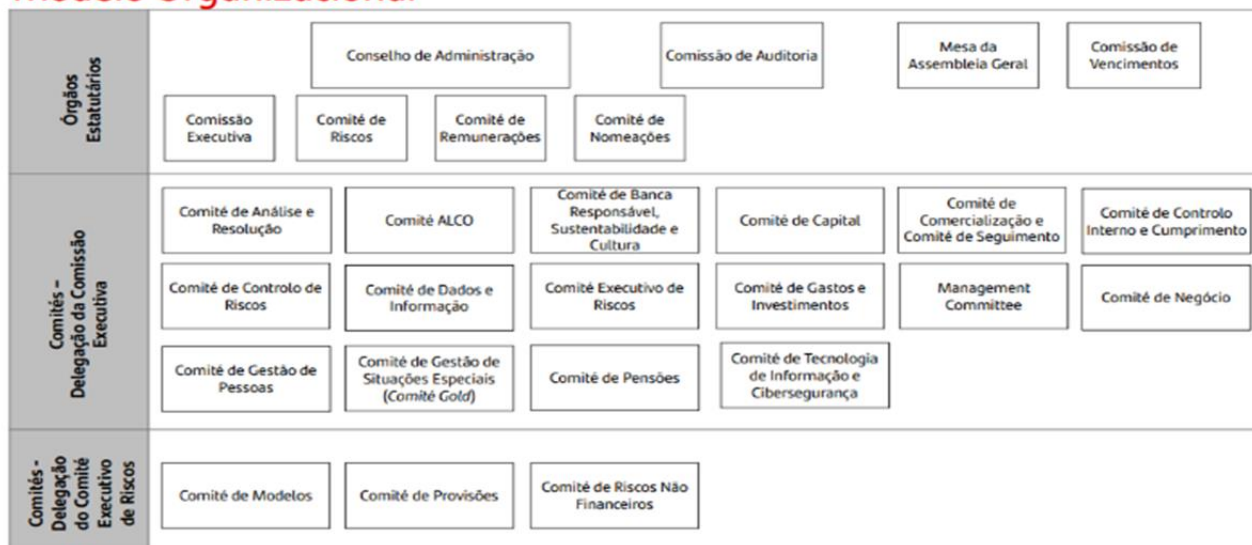 Modelo Organizacional
Órgãos
Estatutários
Conselho de Administração
Comissão de Auditoria
Mesa da
Assembleia Geral
Comissão de
Vencimentos
Comissão
Executiva
Comité de
Riscos
Comité de
Remunerações
Comité de
Nomeações
Comités –
Delegação da Comissão
Executiva
Comité de Análise e
Resolução
Comité ALCO
Comité de Banca
Responsável,
Sustentabilidade e
Cultura
Comité de Capital
Comité de
Comercialização e
Comité de Seguimento
Comité de Controlo
Interno e Cumprimento
Comité de Controlo de
Riscos
Comité de Dados e
Informação
Comité Executivo de
Riscos
Comité de Gastos e
Investimentos
Management
Committee
Comité de Negócio
Comité de Gestão de
Pessoas
Comité de Gestão de
Situações Especiais
(Comité Gold)
Comité de Pensões
Comité de Tecnologia
de Informação e
Cibersegurança
Comités -
Delegação
do Comité
Executivo
de Riscos
Comité de Modelos
Comité de Provisões
Comité de Riscos Não
Financeiros